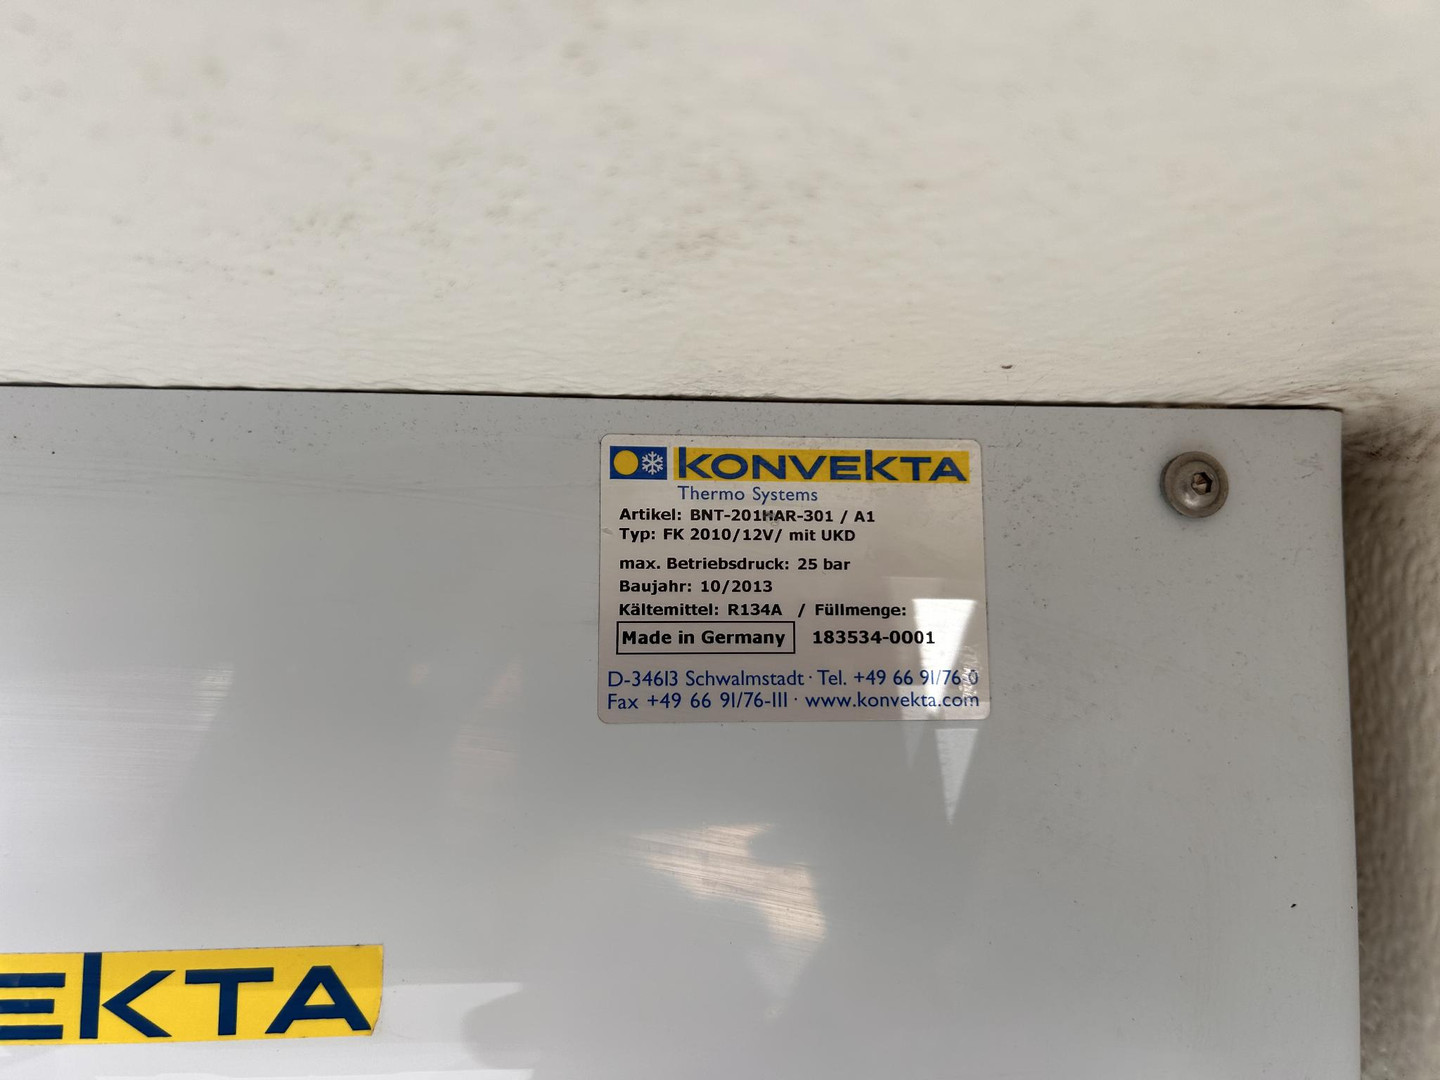 KONVEKTA
Thermo Systems
Artikel: BNT-201HAR-301 / A1
Typ: FK 2010/12V/ mit UKD
max. Betriebsdruck: 25 bar
Baujahr: 10/2013
Kältemittel: R134A / Füllmenge:
Made in Germany 183534-0001
D-34613 Schwalmstadt · Tel. +49 66 91/76-0
Fax +49 66 91/76-111 · www.konvekta.com
EKTA